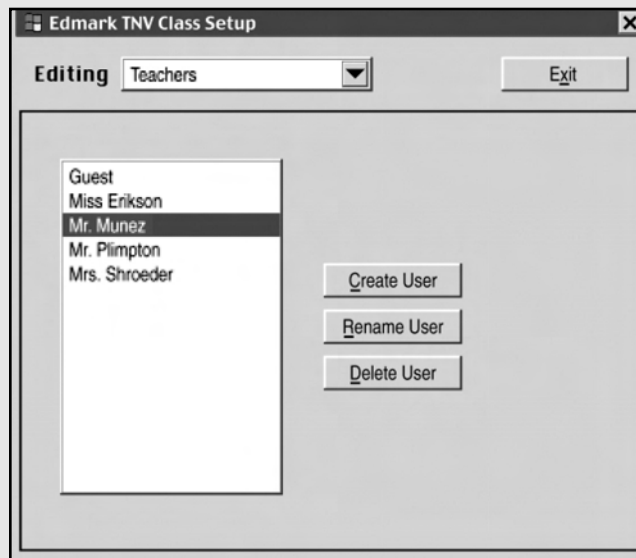 Edmark TNV Class Setup
Editing Teachers Exit
Guest
Miss Erikson
Mr. Munez
Mr. Plimpton
Mrs. Shroeder
Create User
Rename User
Delete User